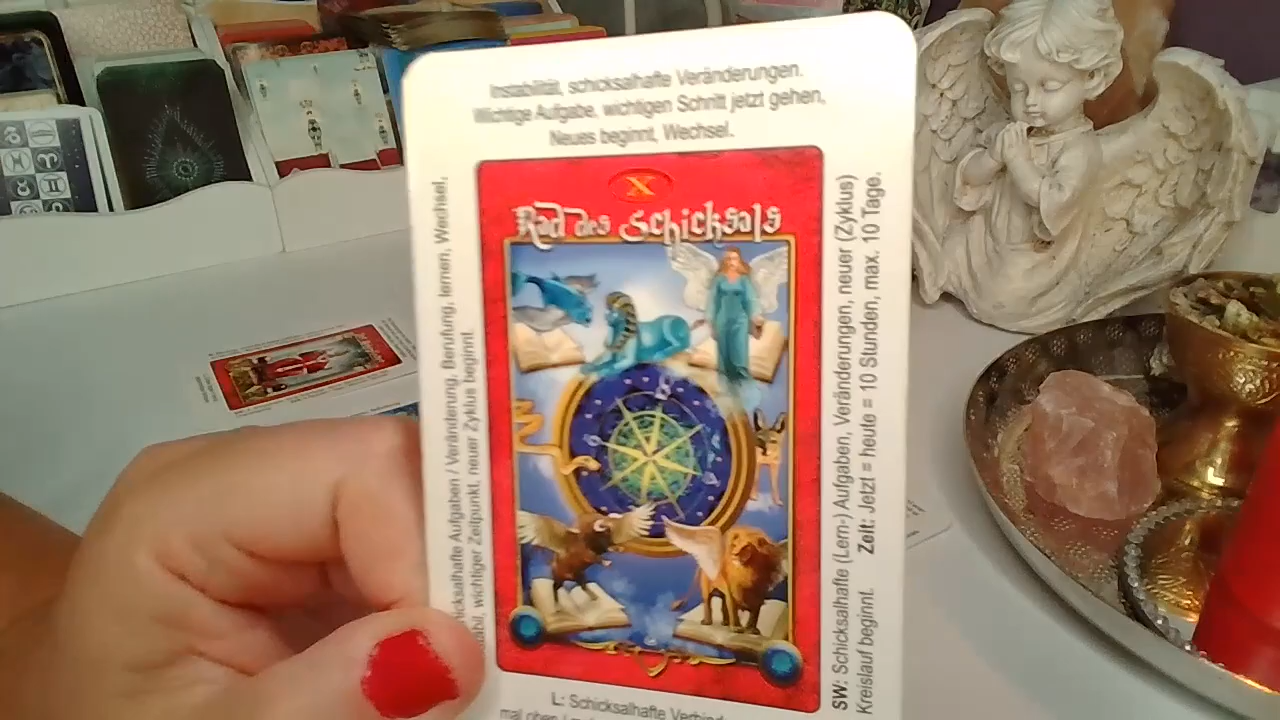 Instabilität, schicksalhafte Veränderungen.
Wichtige Aufgabe, wichtigen Schritt jetzt gehen,
Neues beginnt, Wechsel.
X
Rad des Schicksals
Schicksalhafte Aufgaben / Veränderung, Berufung, lernen, Wechsel,
wichtiger Zeitpunkt, neuer Zyklus beginnt.
SW: Schicksalhafte (Lern-) Aufgaben, Veränderungen, neuer (Zyklus)
Kreislauf beginnt. Zeit: Jetzt = heute = 10 Stunden, max. 10 Tage.
L: Schicksalhafte
mal oben